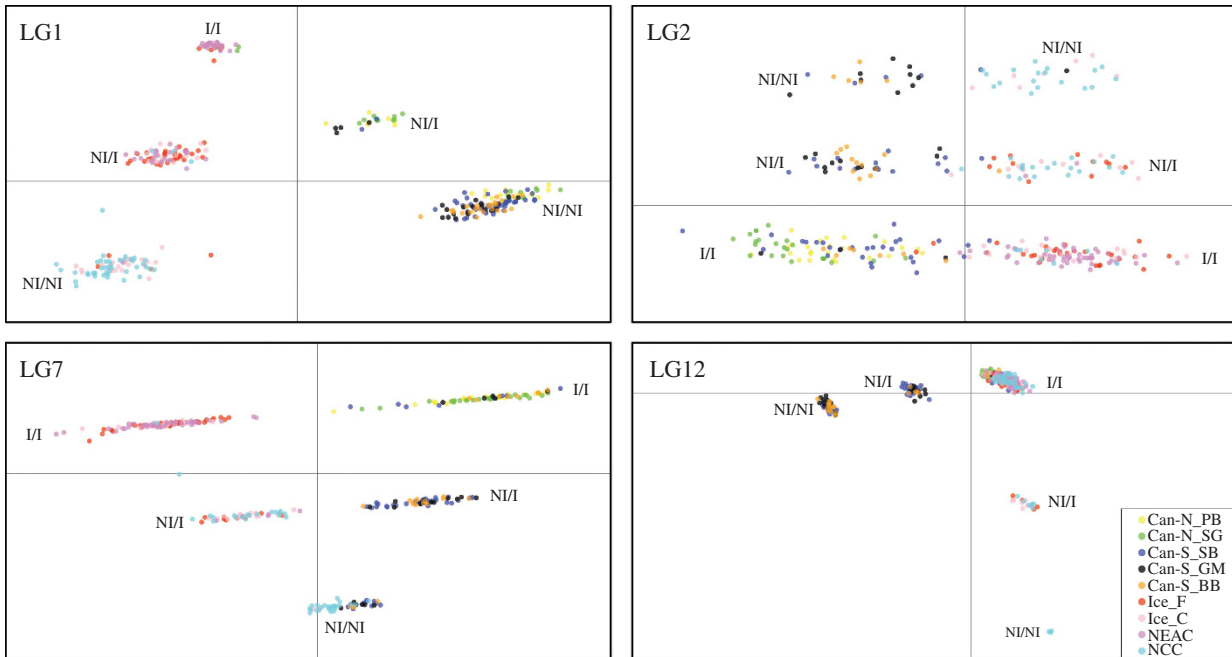 LG1
I/I
NI/I
NI/I
NI/NI
NI/NI
LG2
NI/NI
NI/NI
NI/I
NI/I
I/I
I/I
LG7
I/I
I/I
NI/I
NI/I
NI/NI
LG12
NI/I
I/I
NI/NI
NI/I
NI/NI
Can-N_PB
Can-N_SG
Can-S_SB
Can-S_GM
Can-S_BB
Ice_F
Ice_C
NEAC
NCC